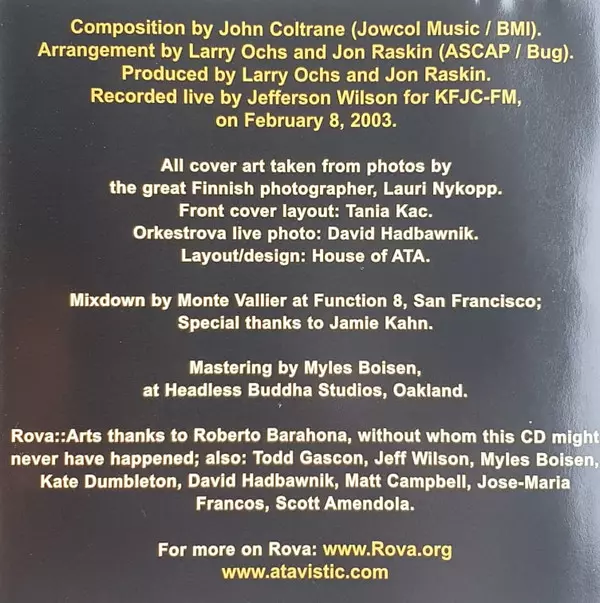 Composition by John Coltrane (Jowcol Music / BMI).
Arrangement by Larry Ochs and Jon Raskin (ASCAP / Bug).
Produced by Larry Ochs and Jon Raskin.
Recorded live by Jefferson Wilson for KFJC-FM,
on February 8, 2003.
All cover art taken from photos by
the great Finnish photographer, Lauri Nykopp.
Front cover layout: Tania Kac.
Orkestrova live photo: David Hadbawnik.
Layout/design: House of ATA.
Mixdown by Monte Vallier at Function 8, San Francisco;
Special thanks to Jamie Kahn.
Mastering by Myles Boisen,
at Headless Buddha Studios, Oakland.
Rova::Arts thanks to Roberto Barahona, without whom this CD might
never have happened; also: Todd Gascon, Jeff Wilson, Myles Boisen,
Kate Dumbleton, David Hadbawnik, Matt Campbell, Jose-Maria
Francos, Scott Amendola.
For more on Rova: www.Rova.org
www.atavistic.com